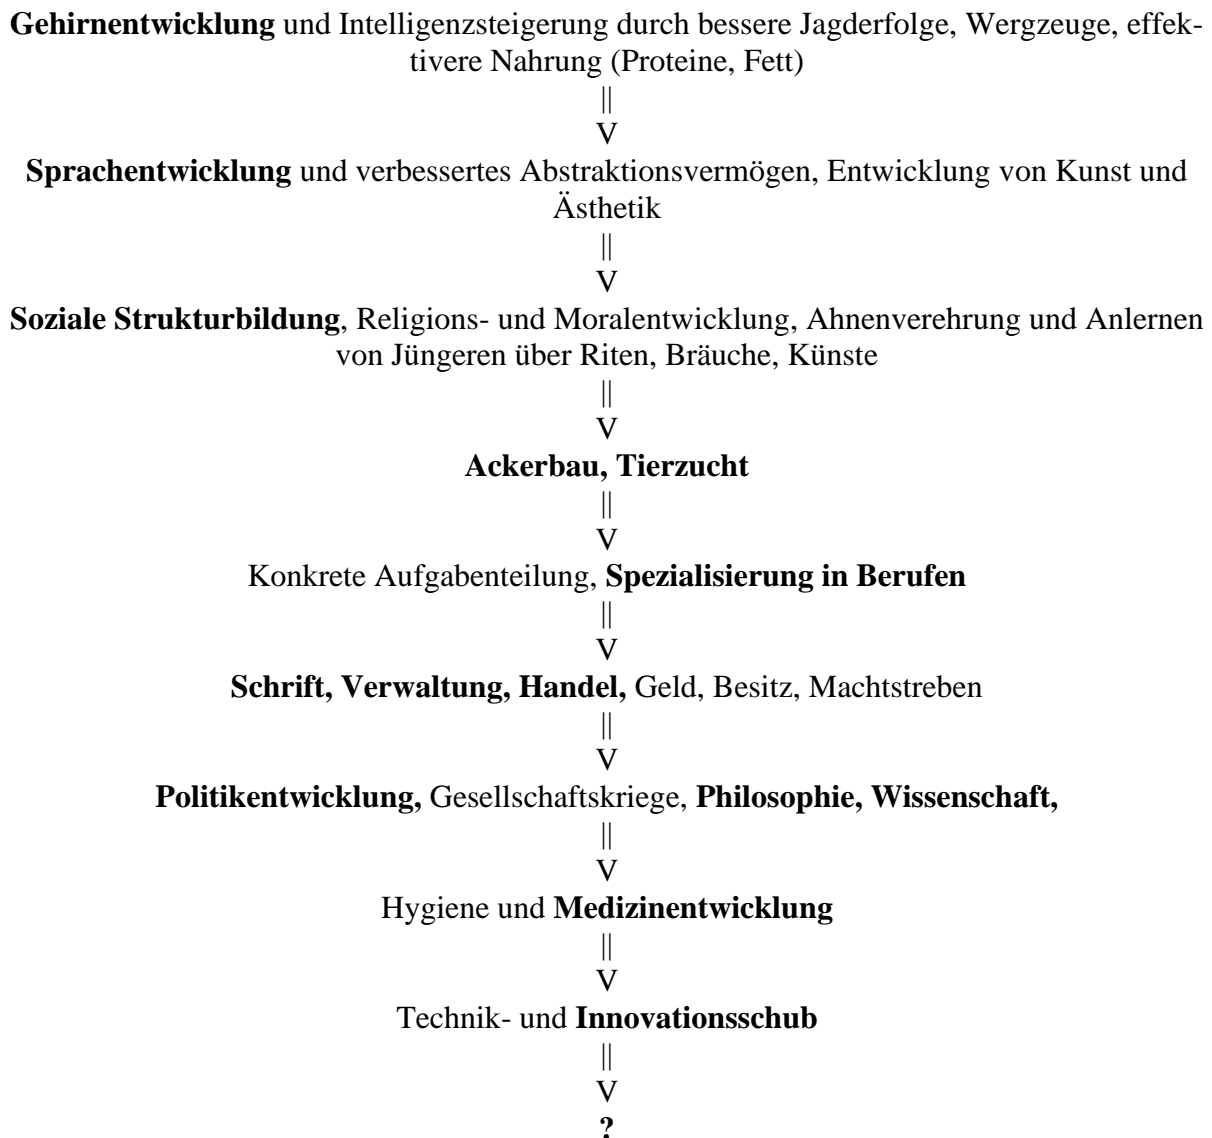 Gehirnentwicklung und Intelligenzsteigerung durch bessere Jagderfolge, Wergzeuge, effek-
tivere Nahrung (Proteine, Fett)
||
V
Sprachentwicklung und verbessertes Abstraktionsvermögen, Entwicklung von Kunst und
Ästhetik
||
V
Soziale Strukturbildung, Religions- und Moralentwicklung, Ahnenverehrung und Anlernen
von Jüngeren über Riten, Bräuche, Künste
||
V
Ackerbau, Tierzucht
||
V
Konkrete Aufgabenteilung, Spezialisierung in Berufen
||
V
Schrift, Verwaltung, Handel, Geld, Besitz, Machtstreben
||
V
Politikentwicklung, Gesellschaftskriege, Philosophie, Wissenschaft,
||
V
Hygiene und Medizinentwicklung
||
V
Technik- und Innovationsschub
||
V
?